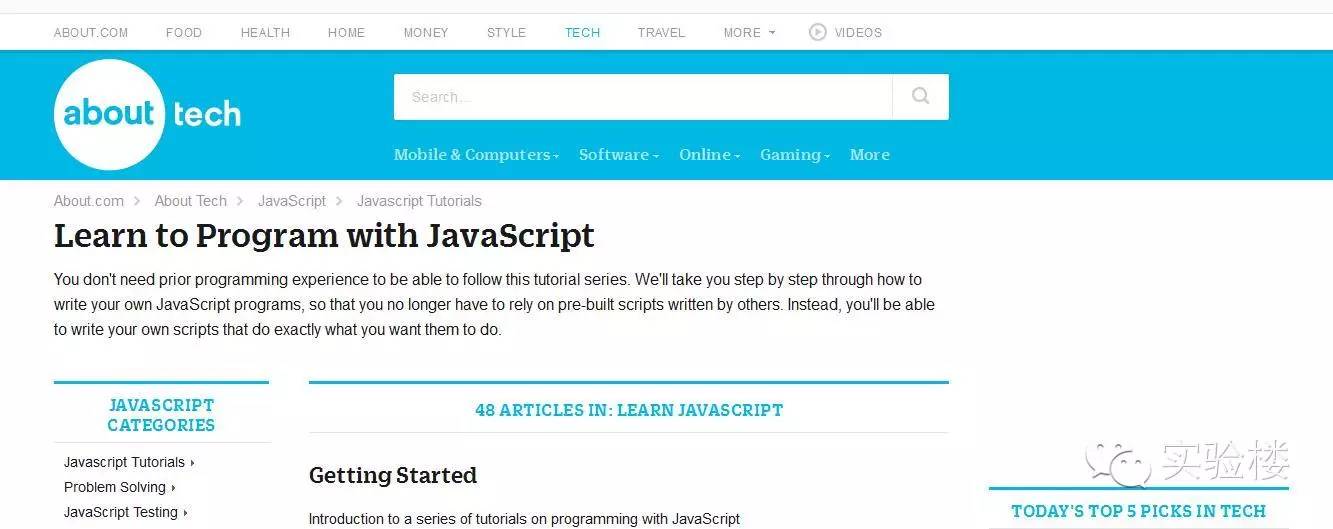 ABOUT.COM FOOD HEALTH HOME MONEY STYLE TECH TRAVEL MORE VIDEOS
about tech
Search...
Mobile & Computers Software Online Gaming More
About.com > About Tech > JavaScript > Javascript Tutorials
Learn to Program with JavaScript
You don't need prior programming experience to be able to follow this tutorial series. We'll take you step by step through how to
write your own JavaScript programs, so that you no longer have to rely on pre-built scripts written by others. Instead, you'll be able
to write your own scripts that do exactly what you want them to do.
JAVASCRIPT
CATEGORIES
Javascript Tutorials
Problem Solving
JavaScript Testing
48 ARTICLES IN: LEARN JAVASCRIPT
Getting Started
Introduction to a series of tutorials on programming with JavaScript
实验楼
TODAY'S TOP 5 PICKS IN TECH